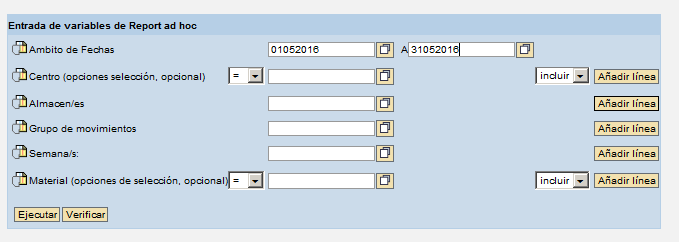 Entrada de variables de Report ad hoc
Ambito de Fechas 01052016 A 31052016
Centro (opciones selección, opcional) = incluir Añadir línea
Almacen/es Añadir línea
Grupo de movimientos Añadir línea
Semana/s: Añadir línea
Material (opciones de selección, opcional) = incluir Añadir línea
Ejecutar Verificar